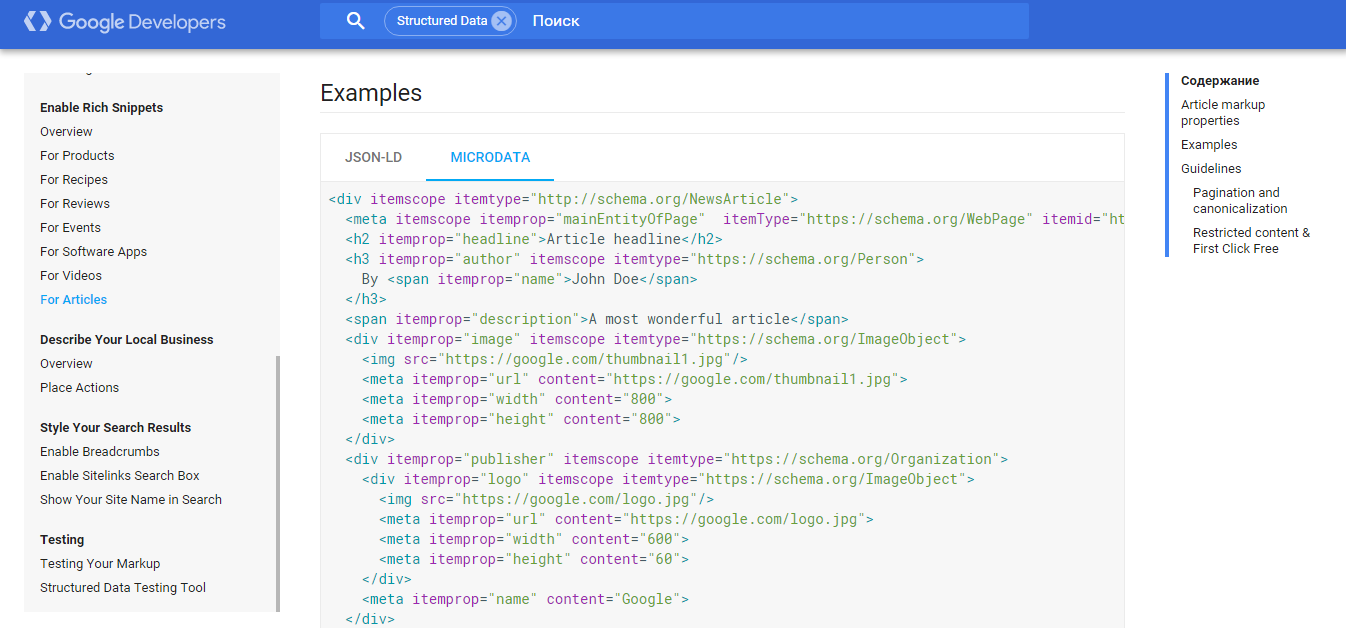 Google Developers
Structured Data
Поиск
Enable Rich Snippets
Overview
For Products
For Recipes
For Reviews
For Events
For Software Apps
For Videos
For Articles
Describe Your Local Business
Overview
Place Actions
Style Your Search Results
Enable Breadcrumbs
Enable Sitelinks Search Box
Show Your Site Name in Search
Testing
Testing Your Markup
Structured Data Testing Tool
Examples
JSON-LD
MICRODATA
<div itemscope itemtype="http://schema.org/NewsArticle">
  <meta itemscope itemprop="mainEntityOfPage"  itemType="https://schema.org/WebPage" itemid="ht
  <h2 itemprop="headline">Article headline</h2>
  <h3 itemprop="author" itemscope itemtype="https://schema.org/Person">
    By <span itemprop="name">John Doe</span>
  </h3>
  <span itemprop="description">A most wonderful article</span>
  <div itemprop="image" itemscope itemtype="https://schema.org/ImageObject">
    <img src="https://google.com/thumbnail1.jpg"/>
    <meta itemprop="url" content="https://google.com/thumbnail1.jpg">
    <meta itemprop="width" content="800">
    <meta itemprop="height" content="800">
  </div>
  <div itemprop="publisher" itemscope itemtype="https://schema.org/Organization">
    <div itemprop="logo" itemscope itemtype="https://schema.org/ImageObject">
      <img src="https://google.com/logo.jpg"/>
      <meta itemprop="url" content="https://google.com/logo.jpg">
      <meta itemprop="width" content="600">
      <meta itemprop="height" content="60">
    </div>
    <meta itemprop="name" content="Google">
  </div>
Содержание
Article markup
properties
Examples
Guidelines
Pagination and
canonicalization
Restricted content &
First Click Free